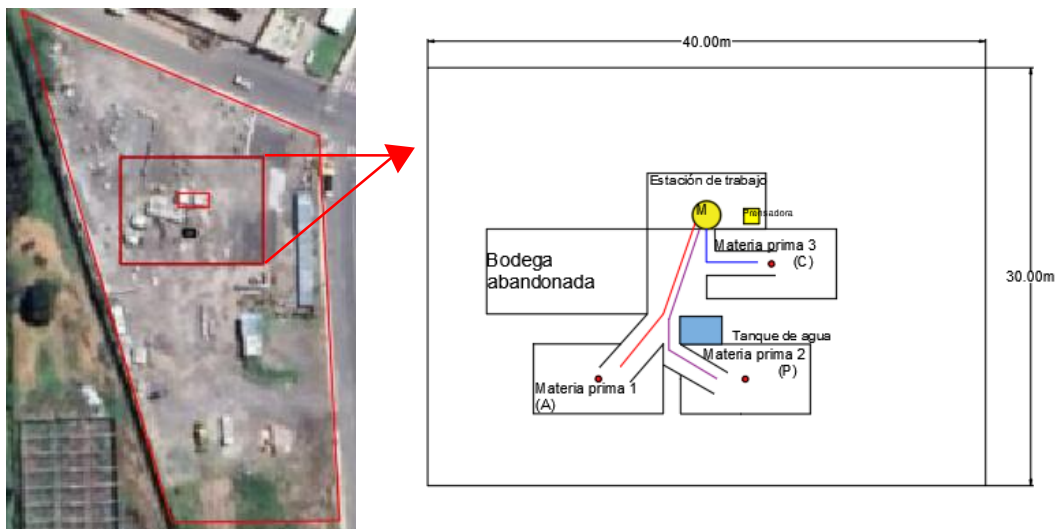 40.00m
Estación de trabajo
M
Prensadora
Materia prima 3
(C)
Bodega
abandonada
30.00m
Tanque de agua
Materia prima 2
(P)
Materia prima 1
(A)